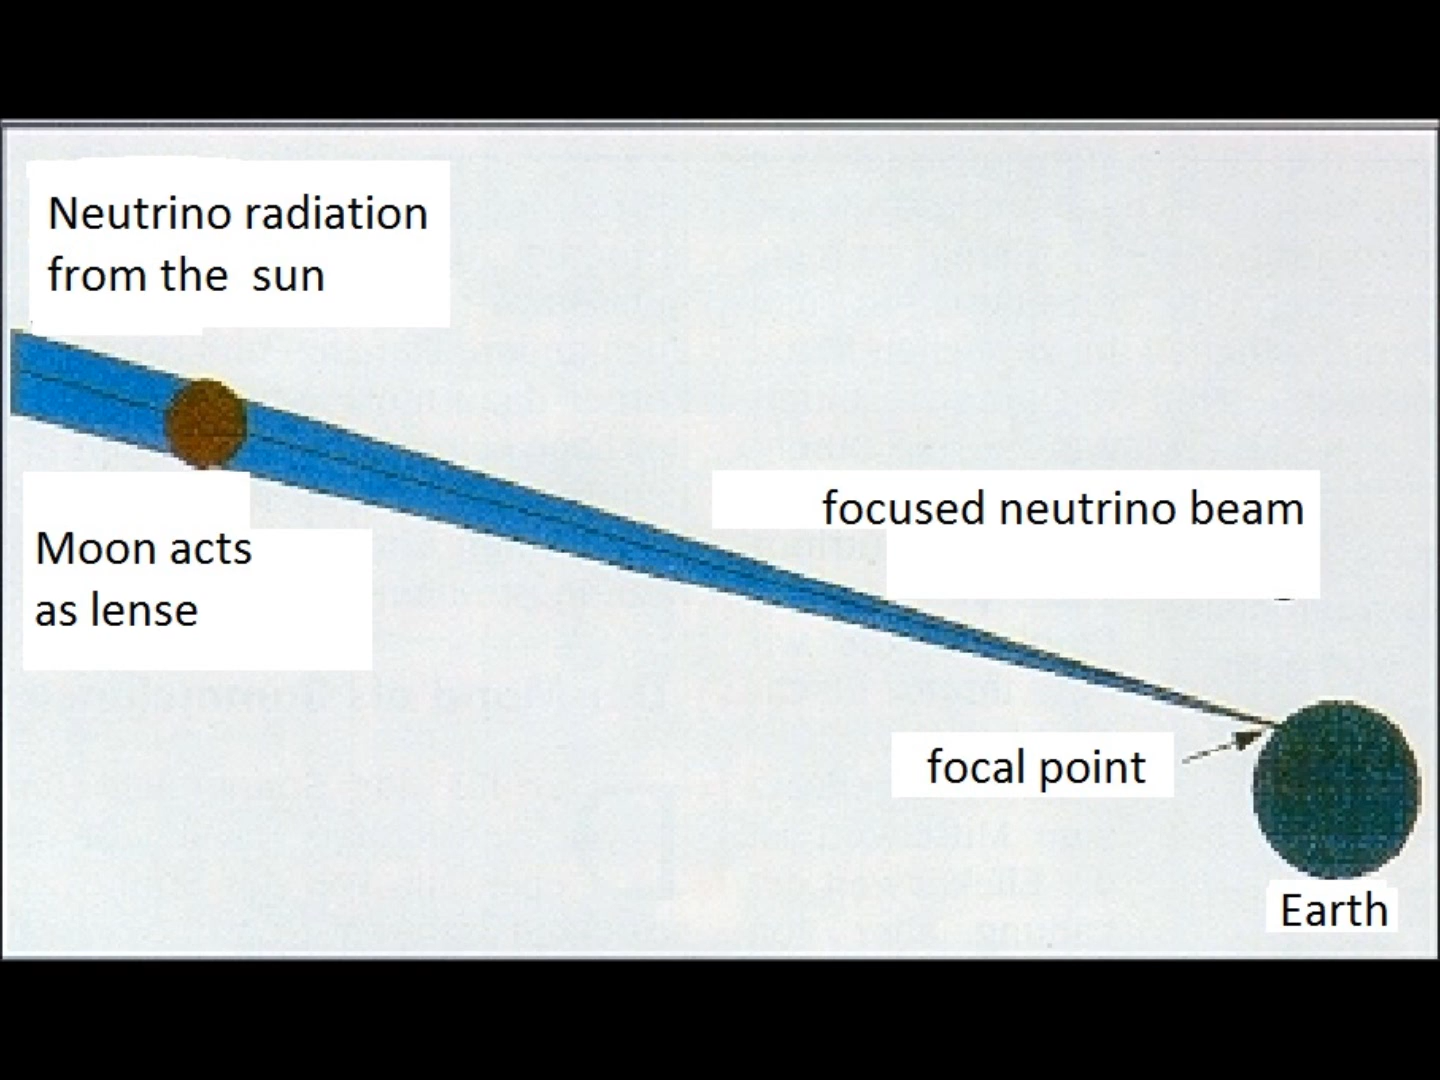 Neutrino radiation
from the sun
Moon acts
as lense
focused neutrino beam
focal point
Earth